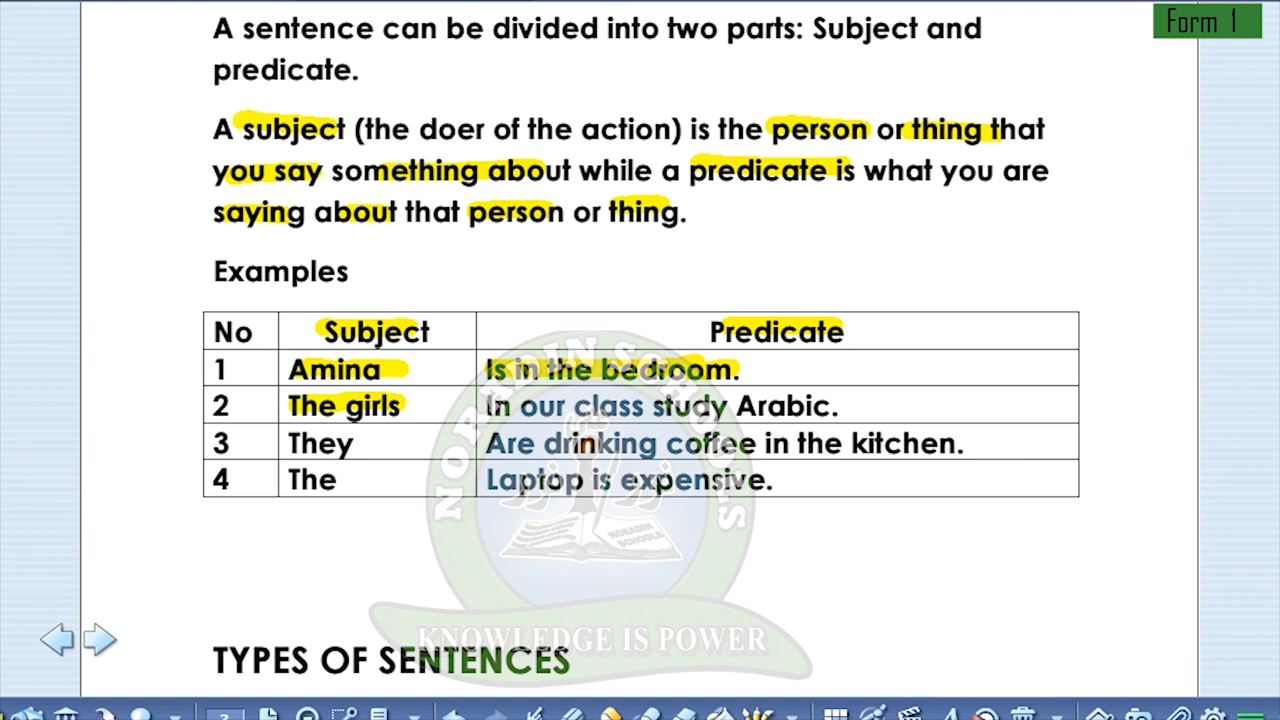 Form 1
A sentence can be divided into two parts: Subject and
predicate.
A subject (the doer of the action) is the person or thing that
you say something about while a predicate is what you are
saying about that person or thing.
Examples
No Subject Predicate
1 Amina Is in the bedroom.
2 The girls In our class study Arabic.
3 They Are drinking coffee in the kitchen.
4 The Laptop is expensive.
NORADIN SCHOOLS
NORADIN
SCHOOLS
KNOWLEDGE IS POWER
TYPES OF SENTENCES